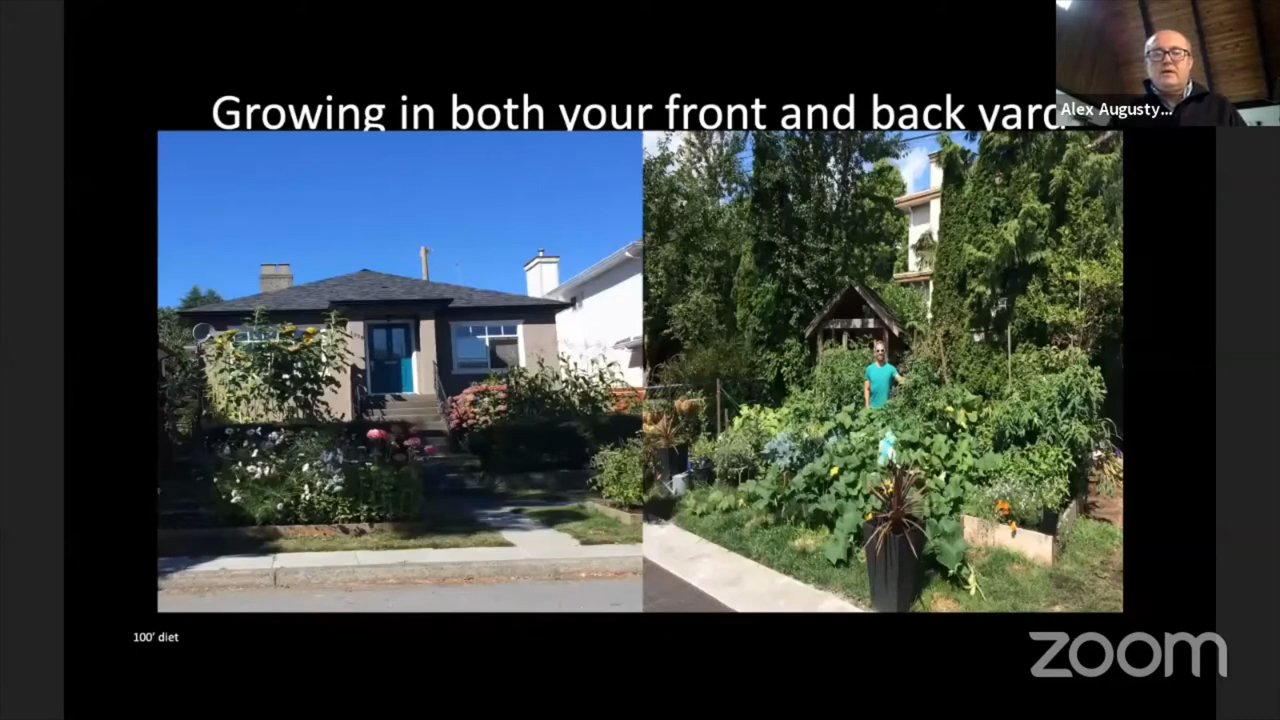 Growing in both your front and back yard
Alex Augusty...
100' diet
zoom